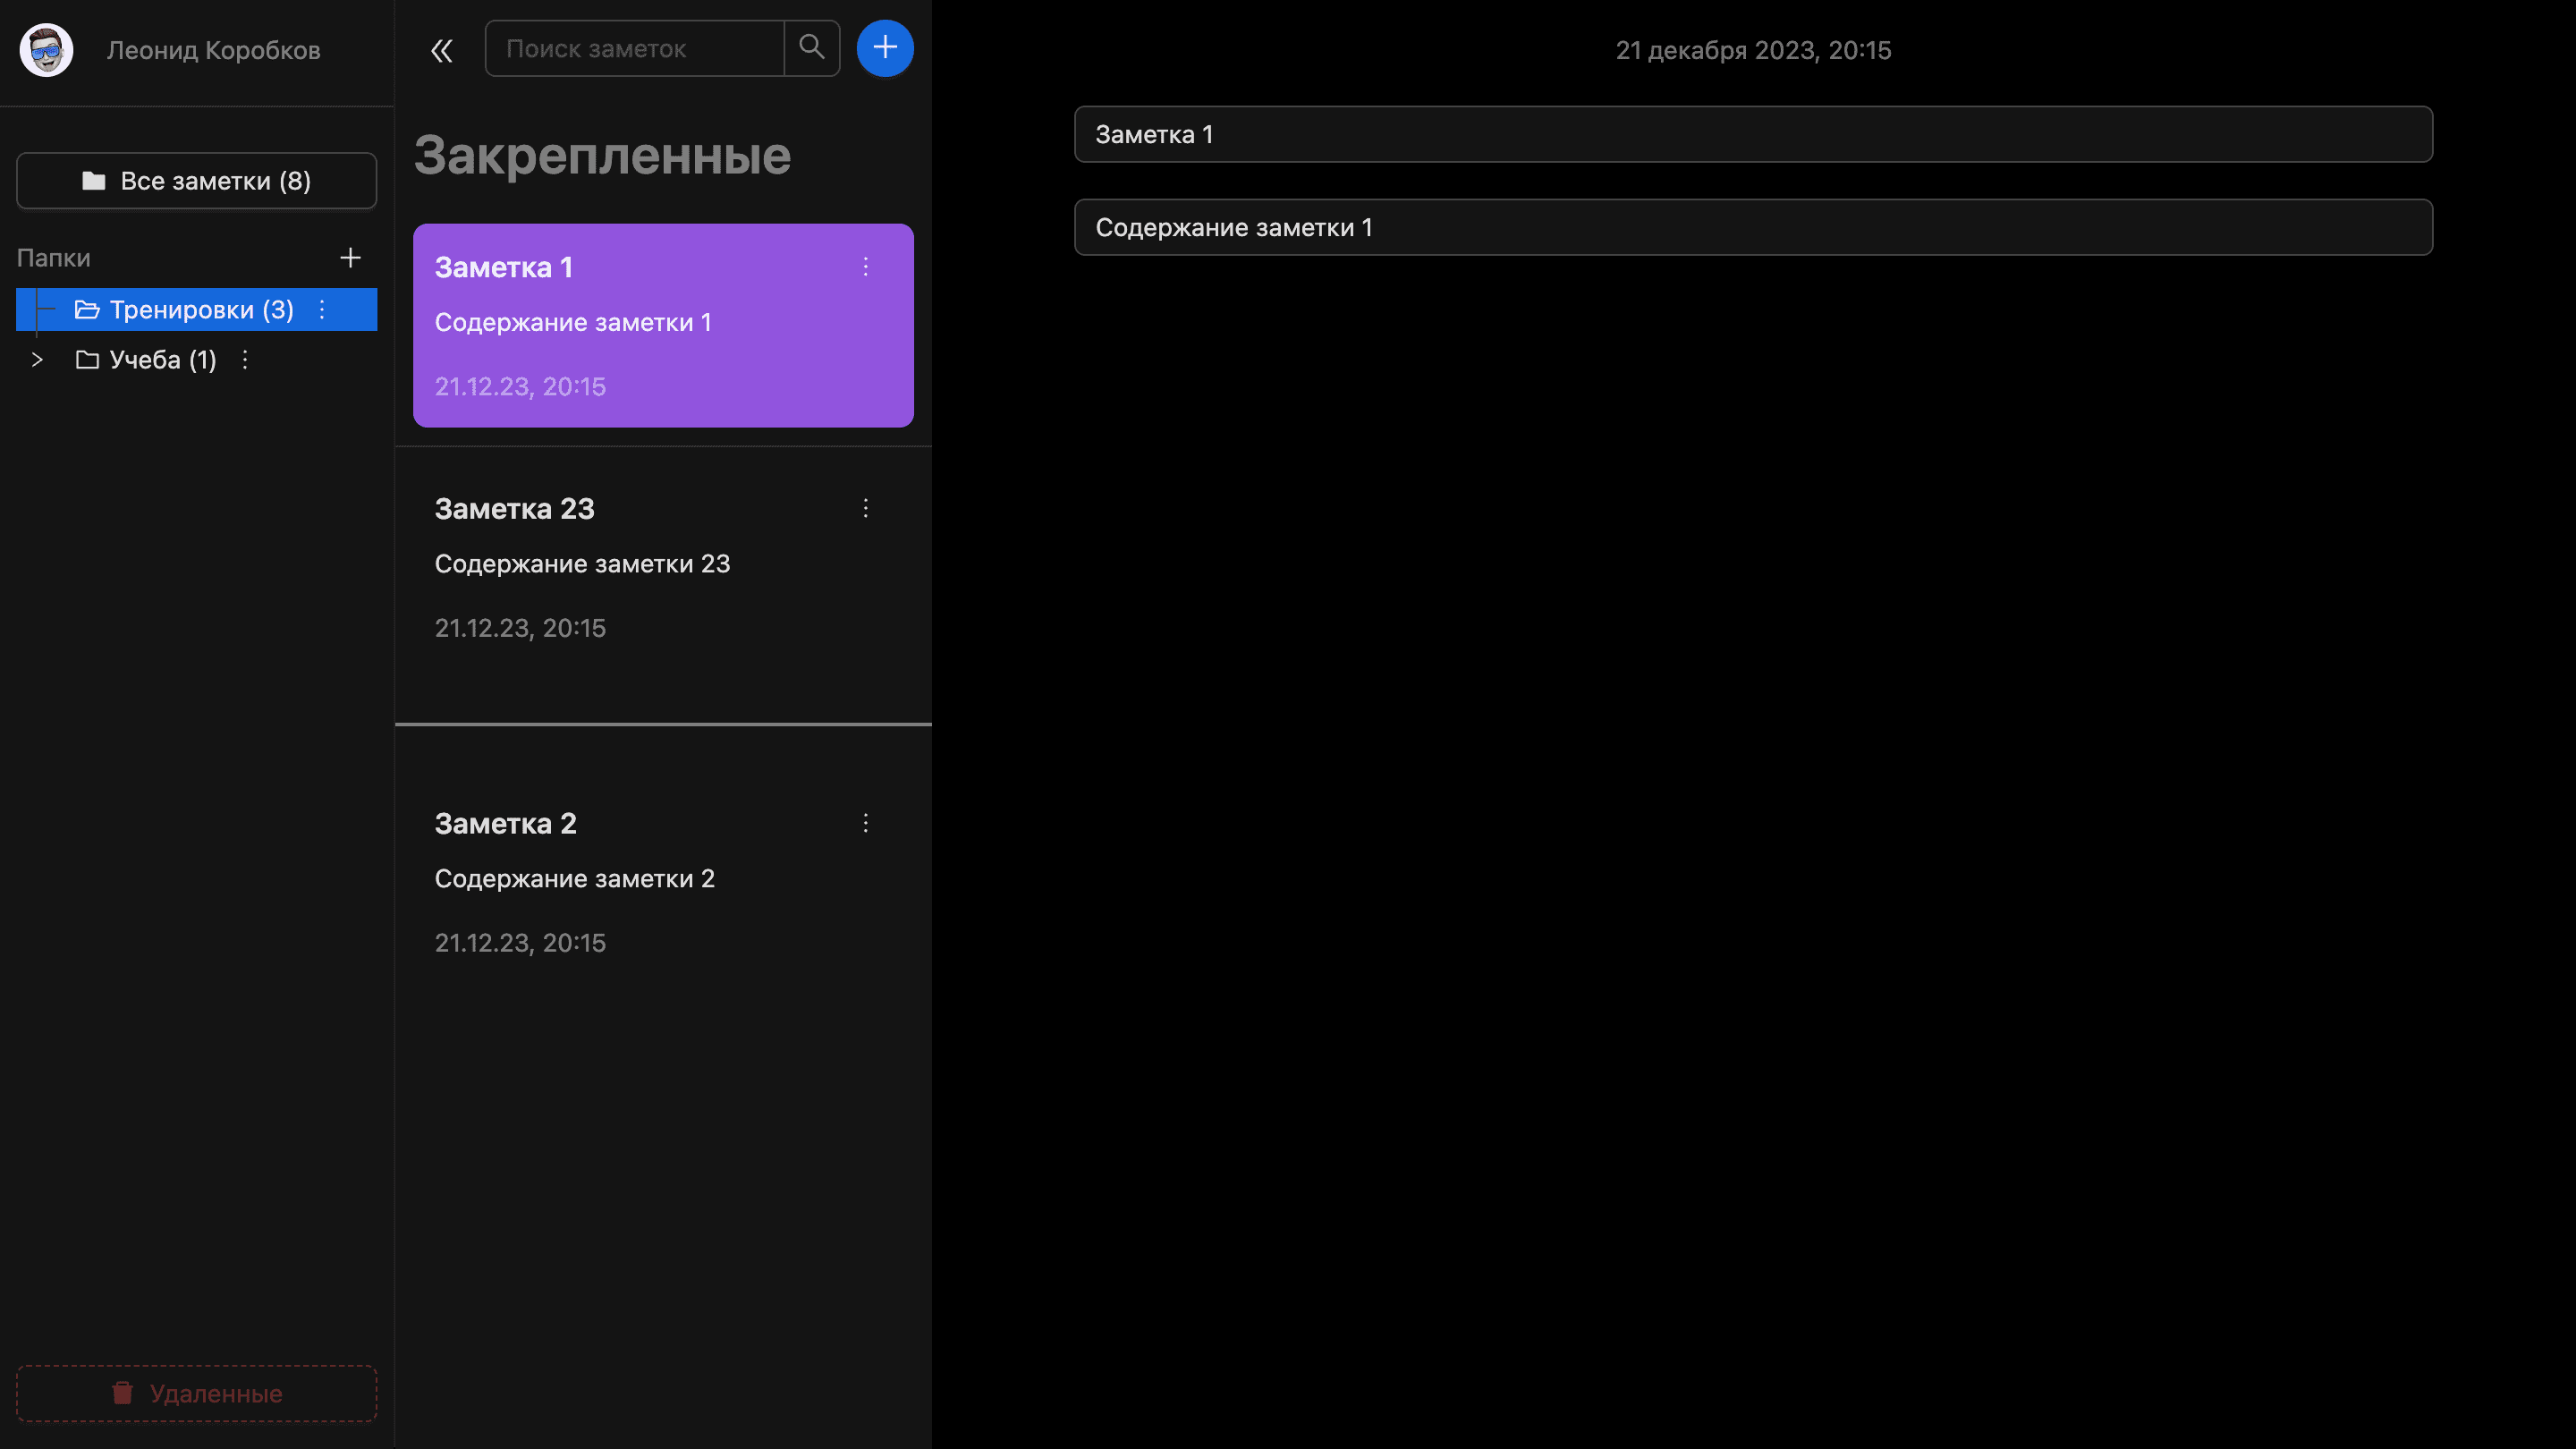 Леонид Коробков
Все заметки (8)
Папки
Тренировки (3)
Учеба (1)
Удаленные
Поиск заметок
Закрепленные
Заметка 1
Содержание заметки 1
21.12.23, 20:15
Заметка 23
Содержание заметки 23
21.12.23, 20:15
Заметка 2
Содержание заметки 2
21.12.23, 20:15
21 декабря 2023, 20:15
Заметка 1
Содержание заметки 1